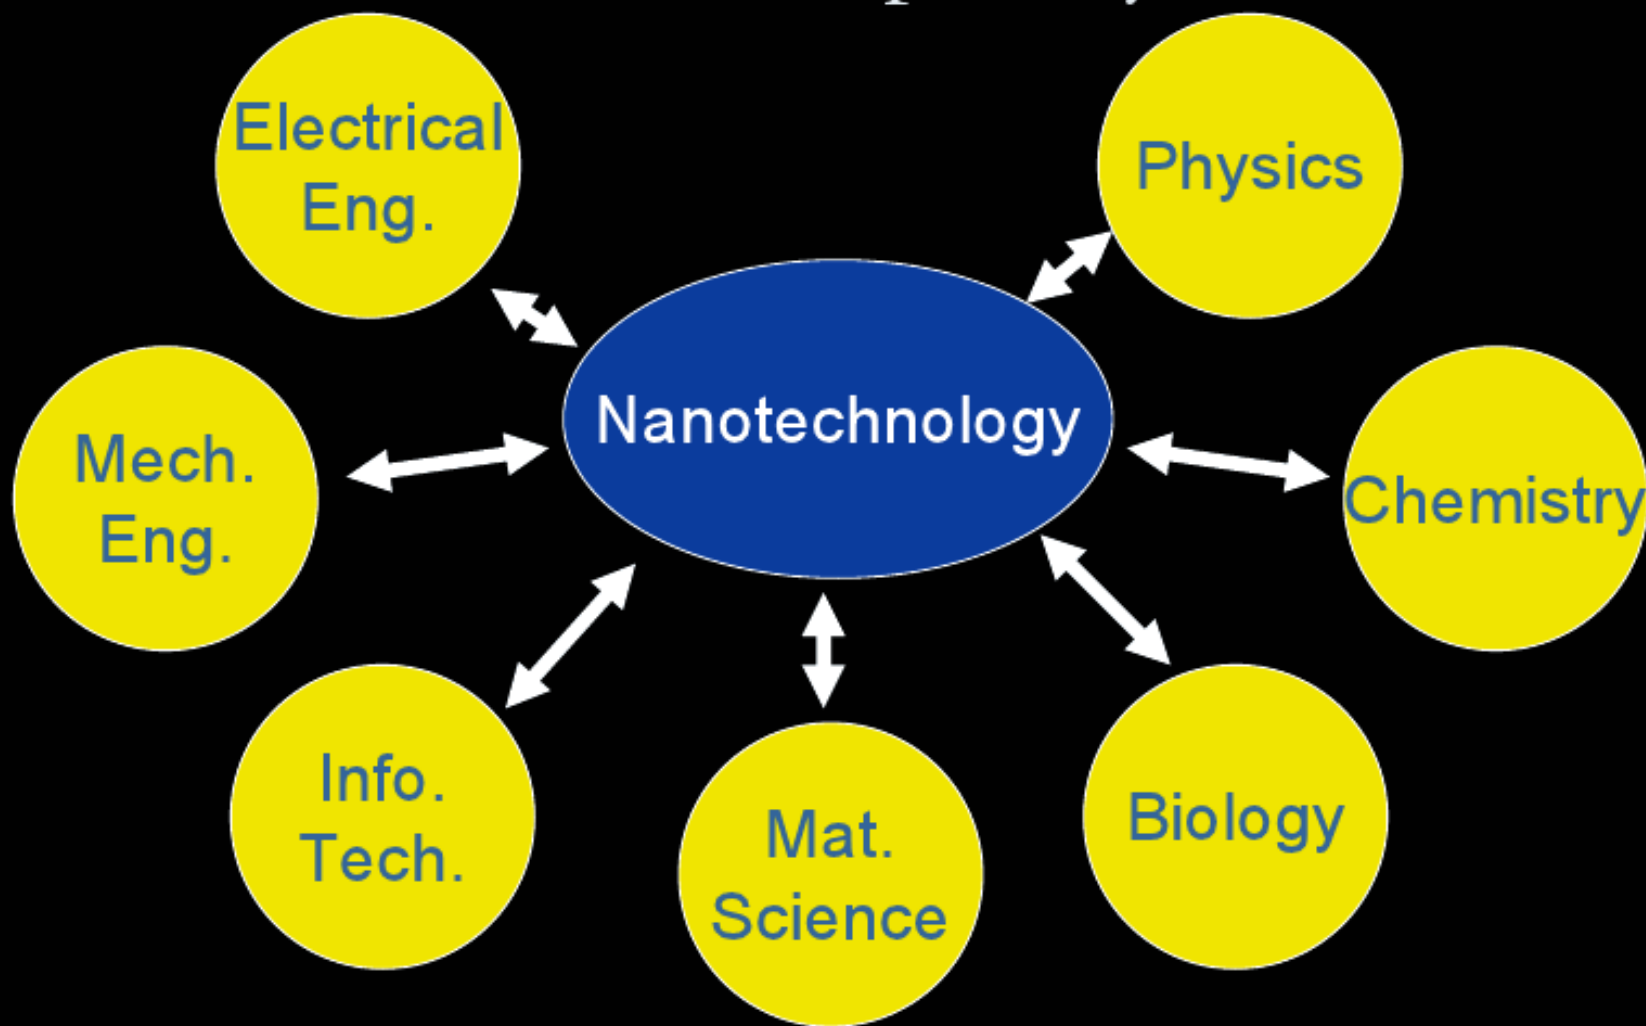 Electrical
Eng.
Physics
Nanotechnology
Mech.
Eng.
Chemistry
Info.
Tech.
Mat.
Science
Biology